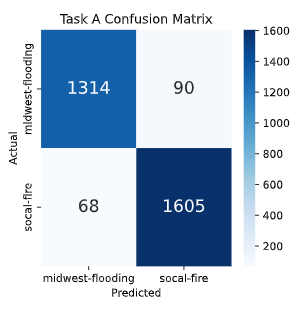 Task A Confusion Matrix
Actual
midwest-flooding
1314
90
socal-fire
68
1605
midwest-flooding
socal-fire
Predicted
1600
1400
1200
1000
800
600
400
200